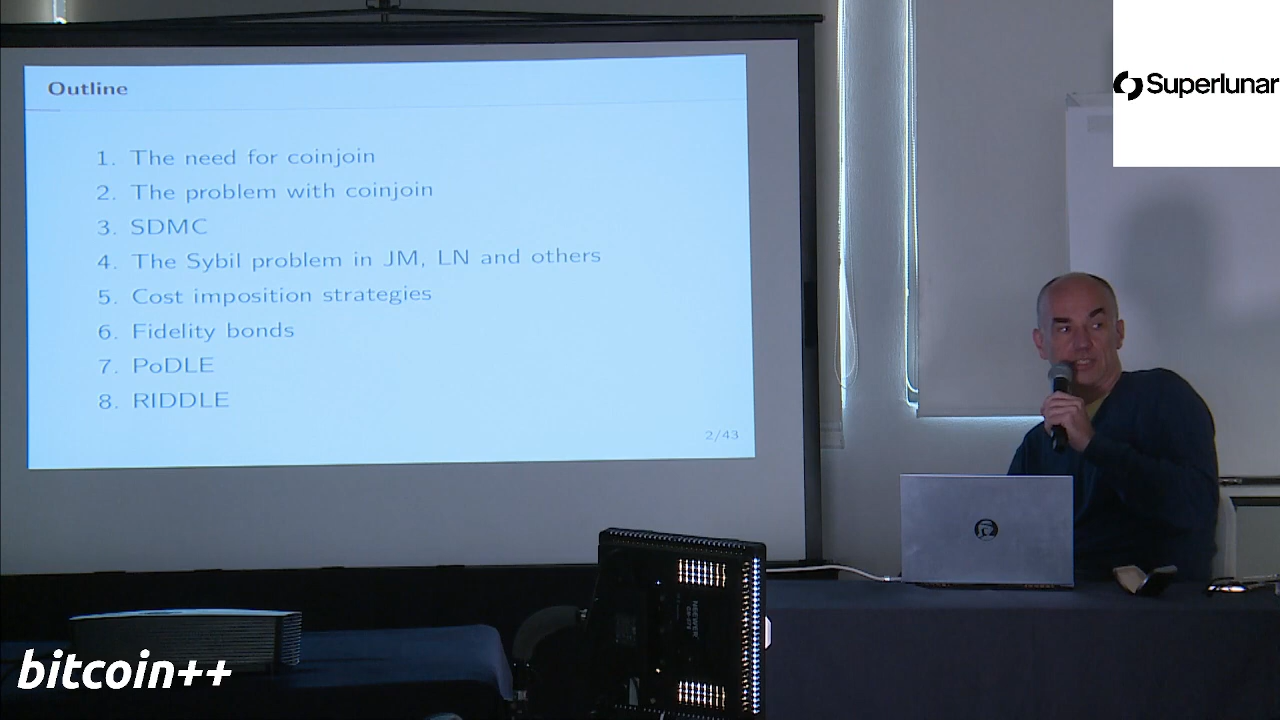 Outline
1. The need for coinjoin
2. The problem with coinjoin
3. SDMC
4. The Sybil problem in JM, LN and others
5. Cost imposition strategies
6. Fidelity bonds
7. PoDLE
8. RIDDLE
2/43
Superlunar
NEEWER
bitcoin++